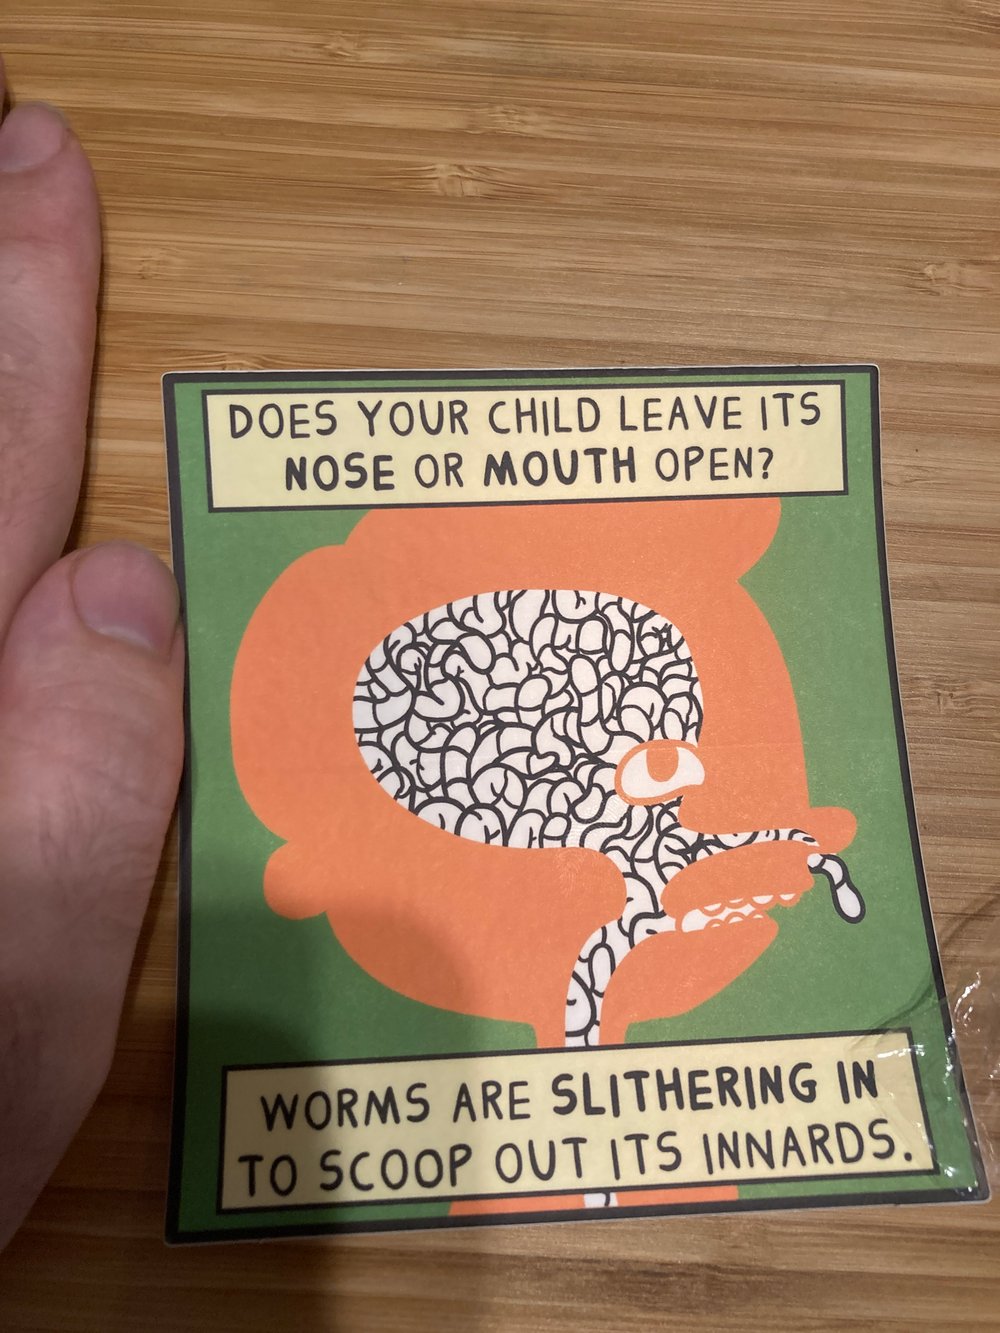 DOES YOUR CHILD LEAVE ITS
NOSE OR MOUTH OPEN?
WORMS ARE SLITHERING IN
TO SCOOP OUT ITS INNARDS.